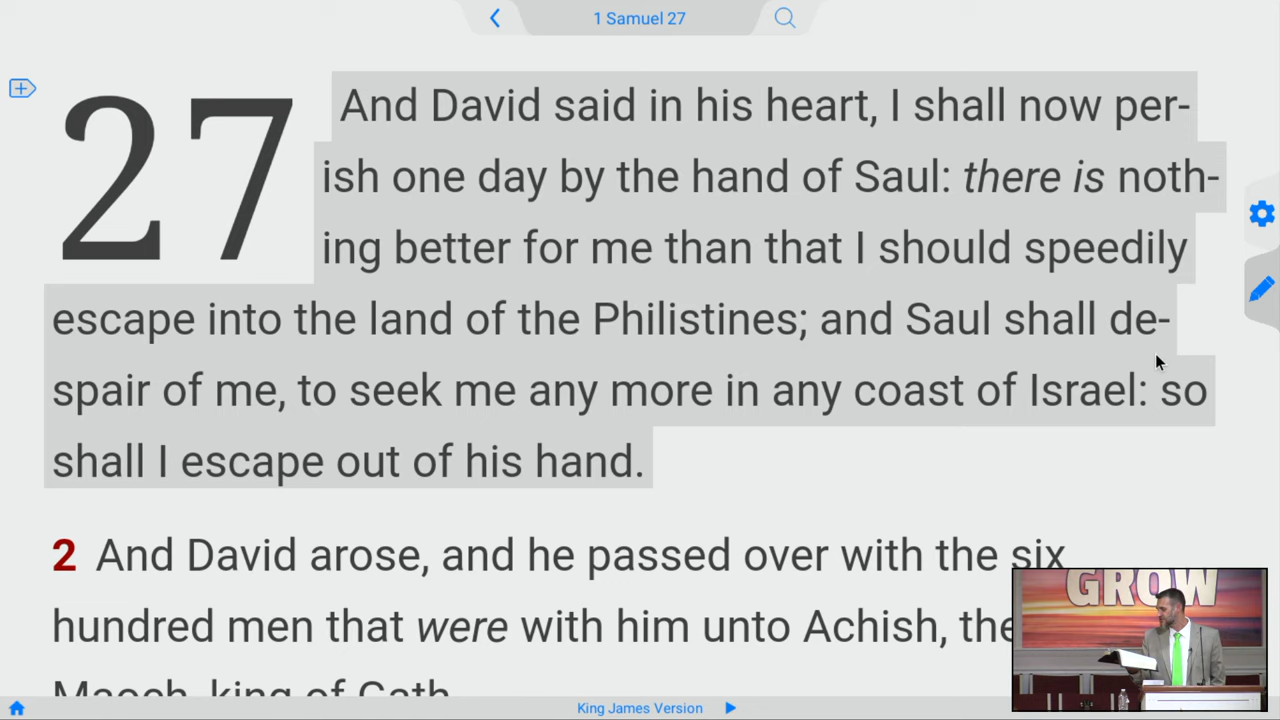 1 Samuel 27
27 And David said in his heart, I shall now per-
ish one day by the hand of Saul: there is noth-
ing better for me than that I should speedily
escape into the land of the Philistines; and Saul shall de-
spair of me, to seek me any more in any coast of Israel: so
shall I escape out of his hand.
2 And David arose, and he passed over with the six
hundred men that were with him unto Achish, the
Maoch, king of Gath.
GROW
King James Version